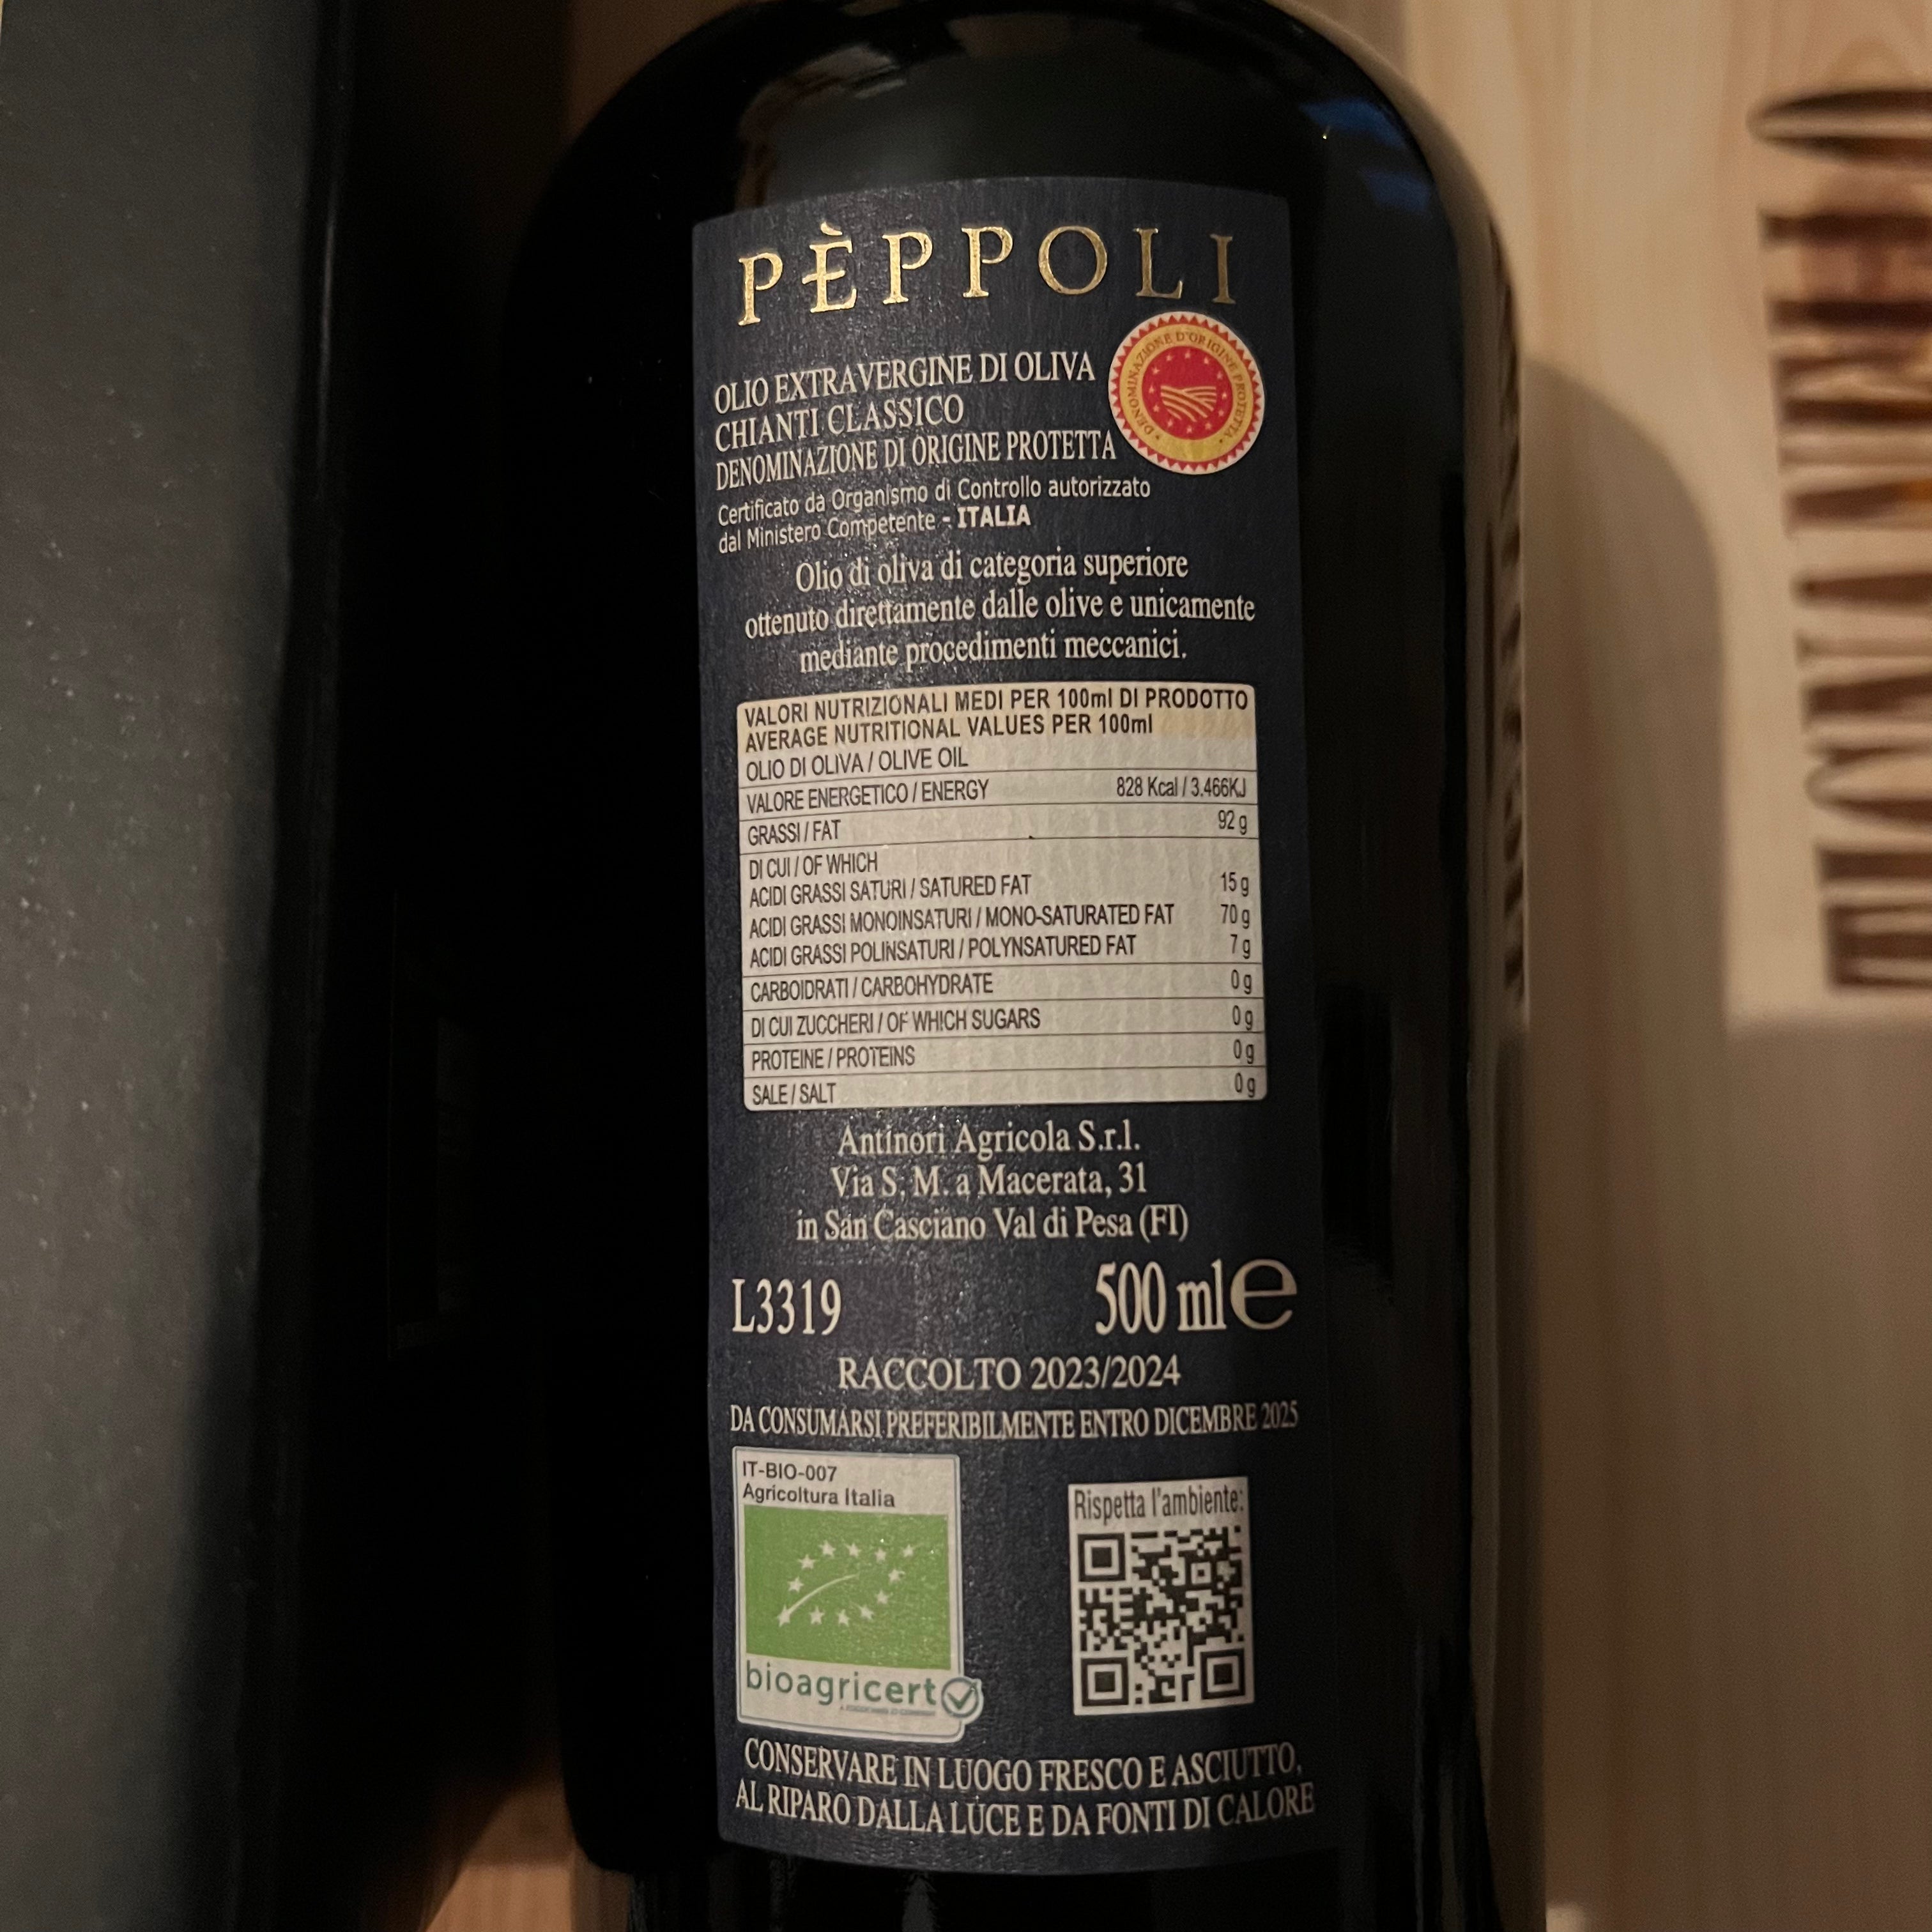 PÈPPOLI
DENOMINAZIONE D'ORIGINE PROTETTA
OLIO EXTRAVERGINE DI OLIVA
CHIANTI CLASSICO
DENOMINAZIONE DI ORIGINE PROTETTA
Certificato da Organismo di Controllo autorizzato
dal Ministero Competente - ITALIA
Olio di oliva di categoria superiore
ottenuto direttamente dalle olive e unicamente
mediante procedimenti meccanici.
VALORI NUTRIZIONALI MEDI PER 100ml DI PRODOTTO
AVERAGE NUTRITIONAL VALUES PER 100ml
OLIO DI OLIVA / OLIVE OIL
VALORE ENERGETICO / ENERGY 828 Kcal / 3.466KJ
GRASSI / FAT 92 g
DI CUI / OF WHICH
ACIDI GRASSI SATURI / SATURED FAT 15 g
ACIDI GRASSI MONOINSATURI / MONO-SATURATED FAT 70 g
ACIDI GRASSI POLINSATURI / POLYNSATURED FAT 7 g
CARBOIDRATI / CARBOHYDRATE 0 g
DI CUI ZUCCHERI / OF WHICH SUGARS 0 g
PROTEINE / PROTEINS 0 g
SALE / SALT 0 g
Antinori Agricola S.r.l.
Via S. M. a Macerata, 31
in San Casciano Val di Pesa (FI)
L3319 500 ml e
RACCOLTO 2023/2024
DA CONSUMARSI PREFERIBILMENTE ENTRO DICEMBRE 2025
IT-BIO-007
Agricoltura Italia
bioagricert
Rispetta l'ambiente:
CONSERVARE IN LUOGO FRESCO E ASCIUTTO,
AL RIPARO DALLA LUCE E DA FONTI DI CALORE